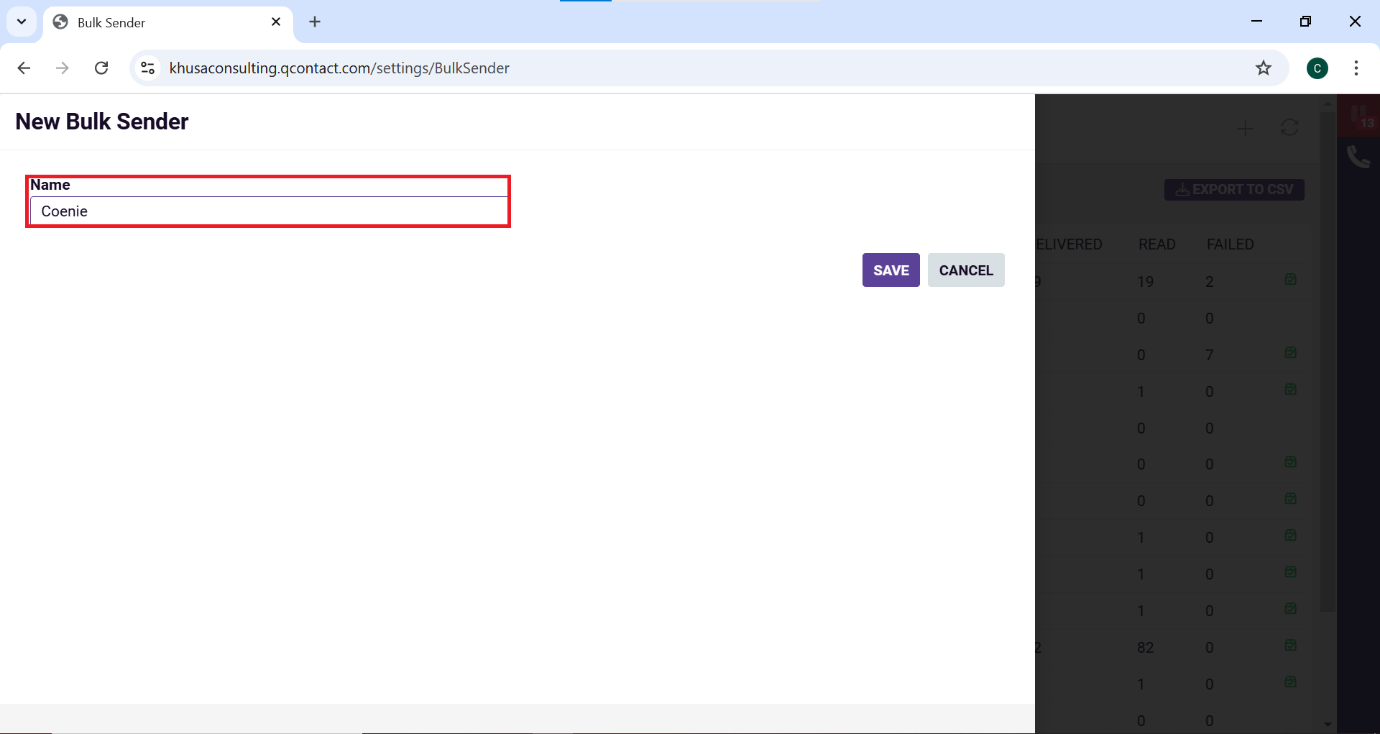 Bulk Sender
khusaconsulting.qcontact.com/settings/BulkSender
C
New Bulk Sender
13
Name
Coenie
EXPORT TO CSV
SAVE CANCEL
ELIVERED READ FAILED
9 19 2
0 0
0 7
1 0
0 0
0 0
0 0
1 0
1 0
1 0
2 82 0
1 0
0 0